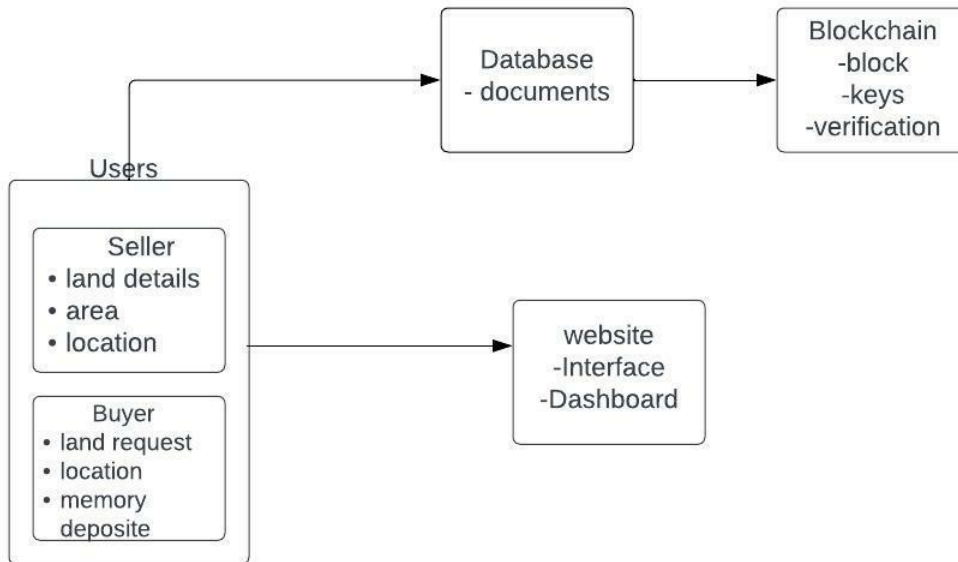 Database
- documents
Blockchain
-block
-keys
-verification
Users
Seller
• land details
• area
• location
Buyer
• land request
• location
• memory
deposite
website
-Interface
-Dashboard